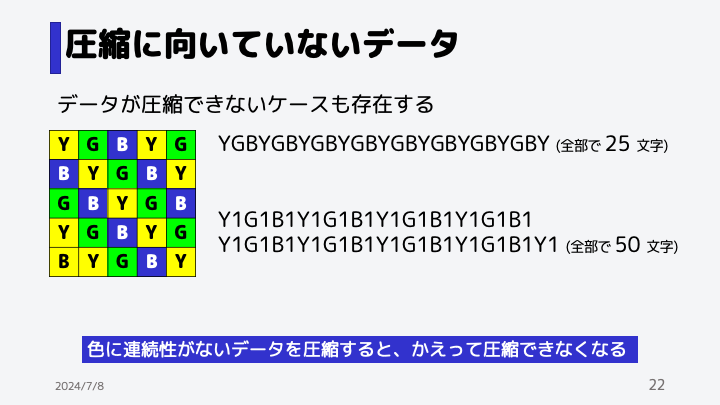 圧縮に向いていないデータ
データが圧縮できないケースも存在する
Y G B Y G
B Y G B Y
G B Y G B
Y G B Y G
B Y G B Y
YGBYGBYGBYGBYGBYGBYGBYGBY (全部で 25 文字)
Y1G1B1Y1G1B1Y1G1B1Y1G1B1
Y1G1B1Y1G1B1Y1G1B1Y1G1B1Y1 (全部で 50 文字)
色に連続性がないデータを圧縮すると、かえって圧縮できなくなる
2024/7/8
22